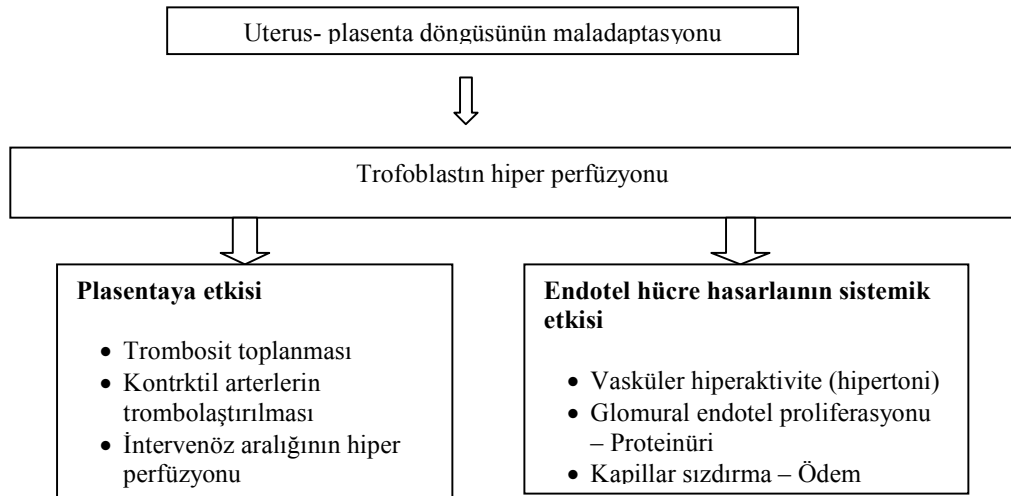 Uterus- plasenta döngüsünün maladaptasyonu
Trofoblastın hiper perfüzyonu
Plasentaya etkisi
• Trombosit toplanması
• Kontrktil arterlerin
trombolaştırılması
• İntervenöz aralığının hiper
perfüzyonu
Endotel hücre hasarlaının sistemik
etkisi
• Vasküler hiperaktivite (hipertoni)
• Glomural endotel proliferasyonu
– Proteinüri
• Kapillar sızdırma – Ödem